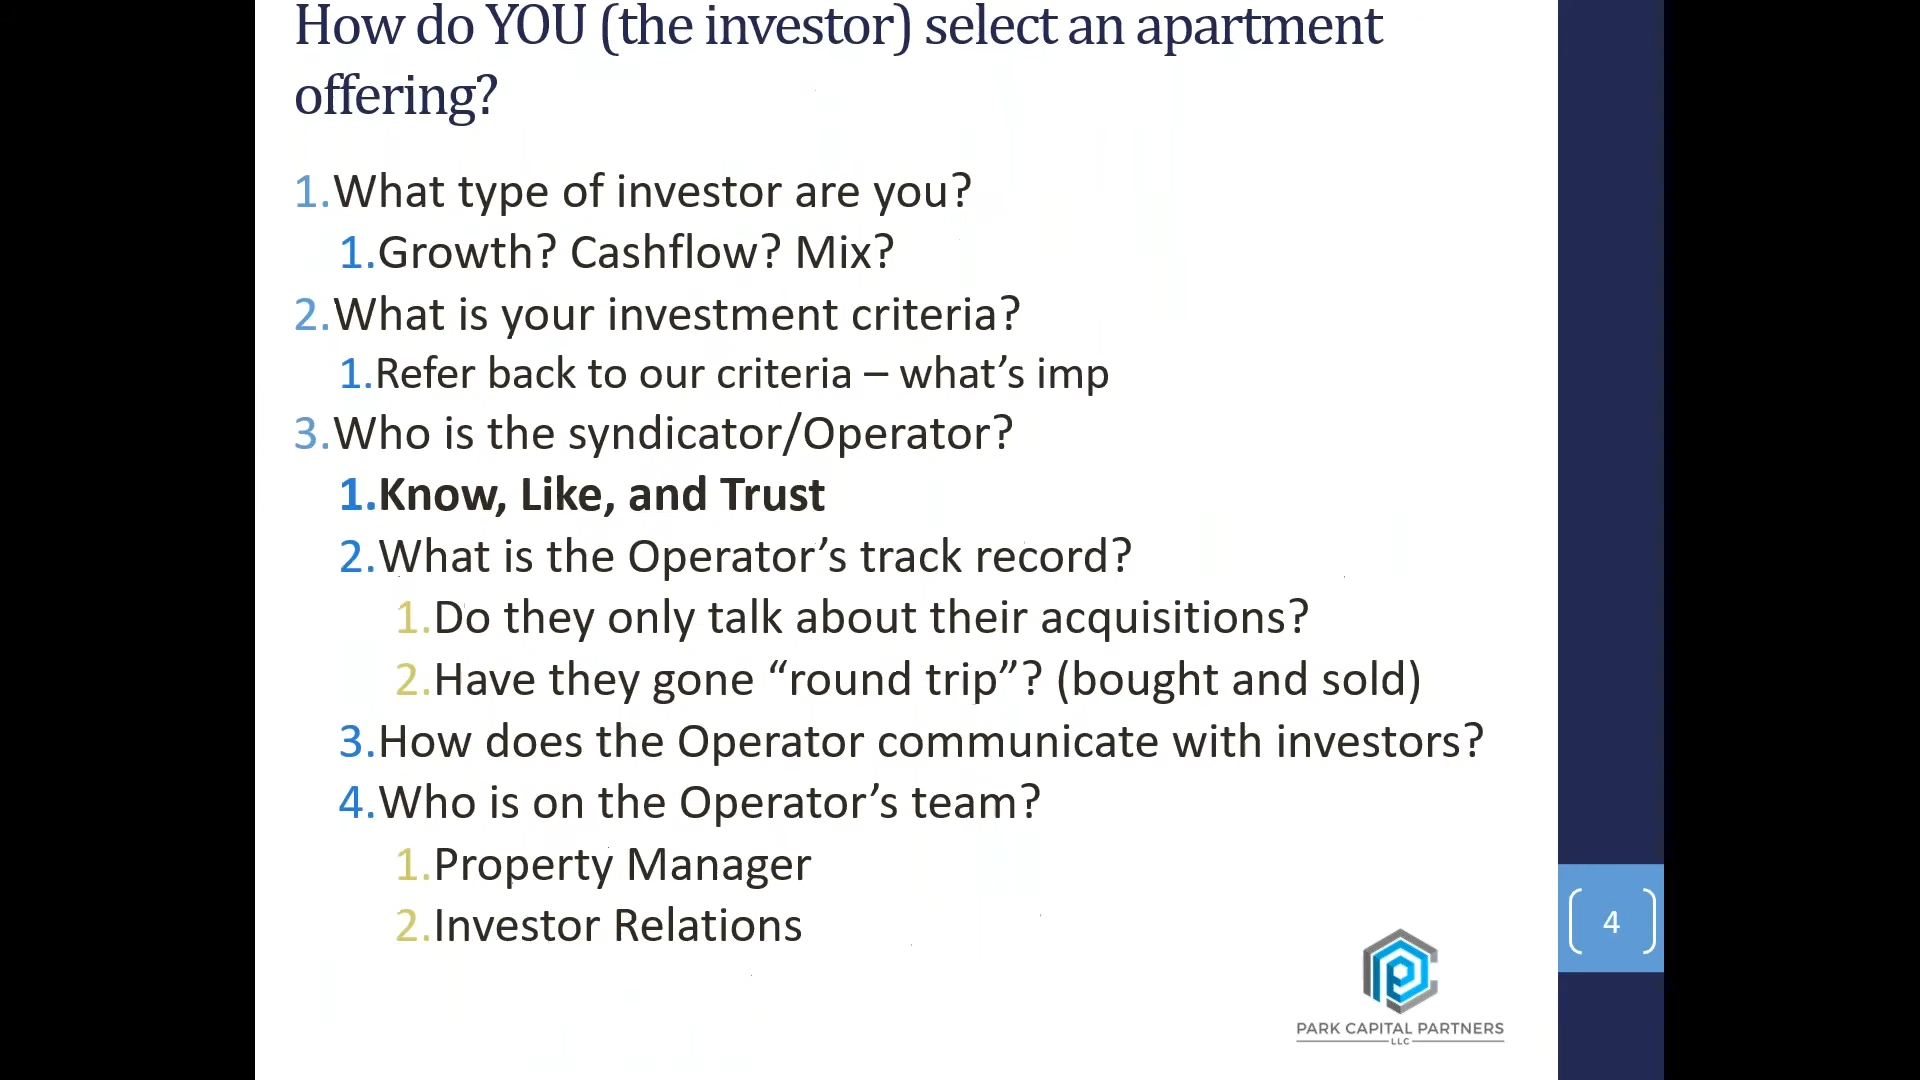 How do YOU (the investor) select an apartment
offering?
1.What type of investor are you?
1.Growth? Cashflow? Mix?
2.What is your investment criteria?
1.Refer back to our criteria – what’s imp
3.Who is the syndicator/Operator?
1.Know, Like, and Trust
2.What is the Operator’s track record?
1.Do they only talk about their acquisitions?
2.Have they gone “round trip”? (bought and sold)
3.How does the Operator communicate with investors?
4.Who is on the Operator’s team?
1.Property Manager
2.Investor Relations
4
PARK CAPITAL PARTNERS
LLC